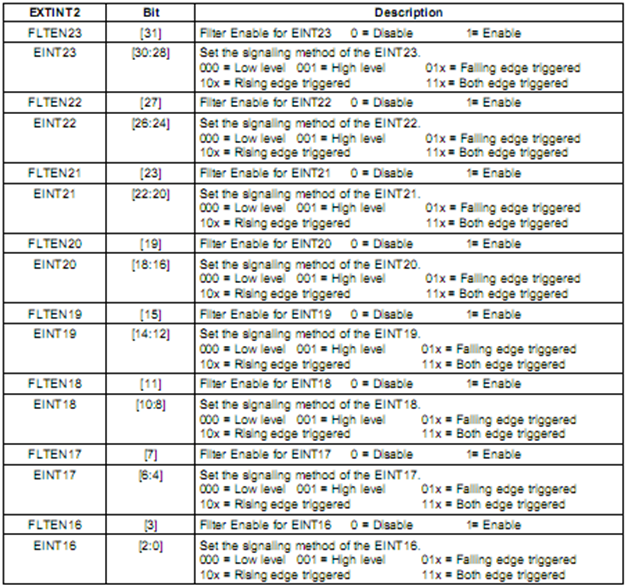 EXTINT2 Bit Description
FLTEN23 [31] Filter Enable for EINT23 0 = Disable 1= Enable
EINT23 [30:28] Set the signaling method of the EINT23.
000 = Low level 001 = High level 01x = Falling edge triggered
10x = Rising edge triggered 11x = Both edge triggered
FLTEN22 [27] Filter Enable for EINT22 0 = Disable 1= Enable
EINT22 [26:24] Set the signaling method of the EINT22.
000 = Low level 001 = High level 01x = Falling edge triggered
10x = Rising edge triggered 11x = Both edge triggered
FLTEN21 [23] Filter Enable for EINT21 0 = Disable 1= Enable
EINT21 [22:20] Set the signaling method of the EINT21.
000 = Low level 001 = High level 01x = Falling edge triggered
10x = Rising edge triggered 11x = Both edge triggered
FLTEN20 [19] Filter Enable for EINT20 0 = Disable 1= Enable
EINT20 [18:16] Set the signaling method of the EINT20.
000 = Low level 001 = High level 01x = Falling edge triggered
10x = Rising edge triggered 11x = Both edge triggered
FLTEN19 [15] Filter Enable for EINT19 0 = Disable 1= Enable
EINT19 [14:12] Set the signaling method of the EINT19.
000 = Low level 001 = High level 01x = Falling edge triggered
10x = Rising edge triggered 11x = Both edge triggered
FLTEN18 [11] Filter Enable for EINT18 0 = Disable 1= Enable
EINT18 [10:8] Set the signaling method of the EINT18.
000 = Low level 001 = High level 01x = Falling edge triggered
10x = Rising edge triggered 11x = Both edge triggered
FLTEN17 [7] Filter Enable for EINT17 0 = Disable 1= Enable
EINT17 [6:4] Set the signaling method of the EINT17.
000 = Low level 001 = High level 01x = Falling edge triggered
10x = Rising edge triggered 11x = Both edge triggered
FLTEN16 [3] Filter Enable for EINT16 0 = Disable 1= Enable
EINT16 [2:0] Set the signaling method of the EINT16.
000 = Low level 001 = High level 01x = Falling edge triggered
10x = Rising edge triggered 11x = Both edge triggered